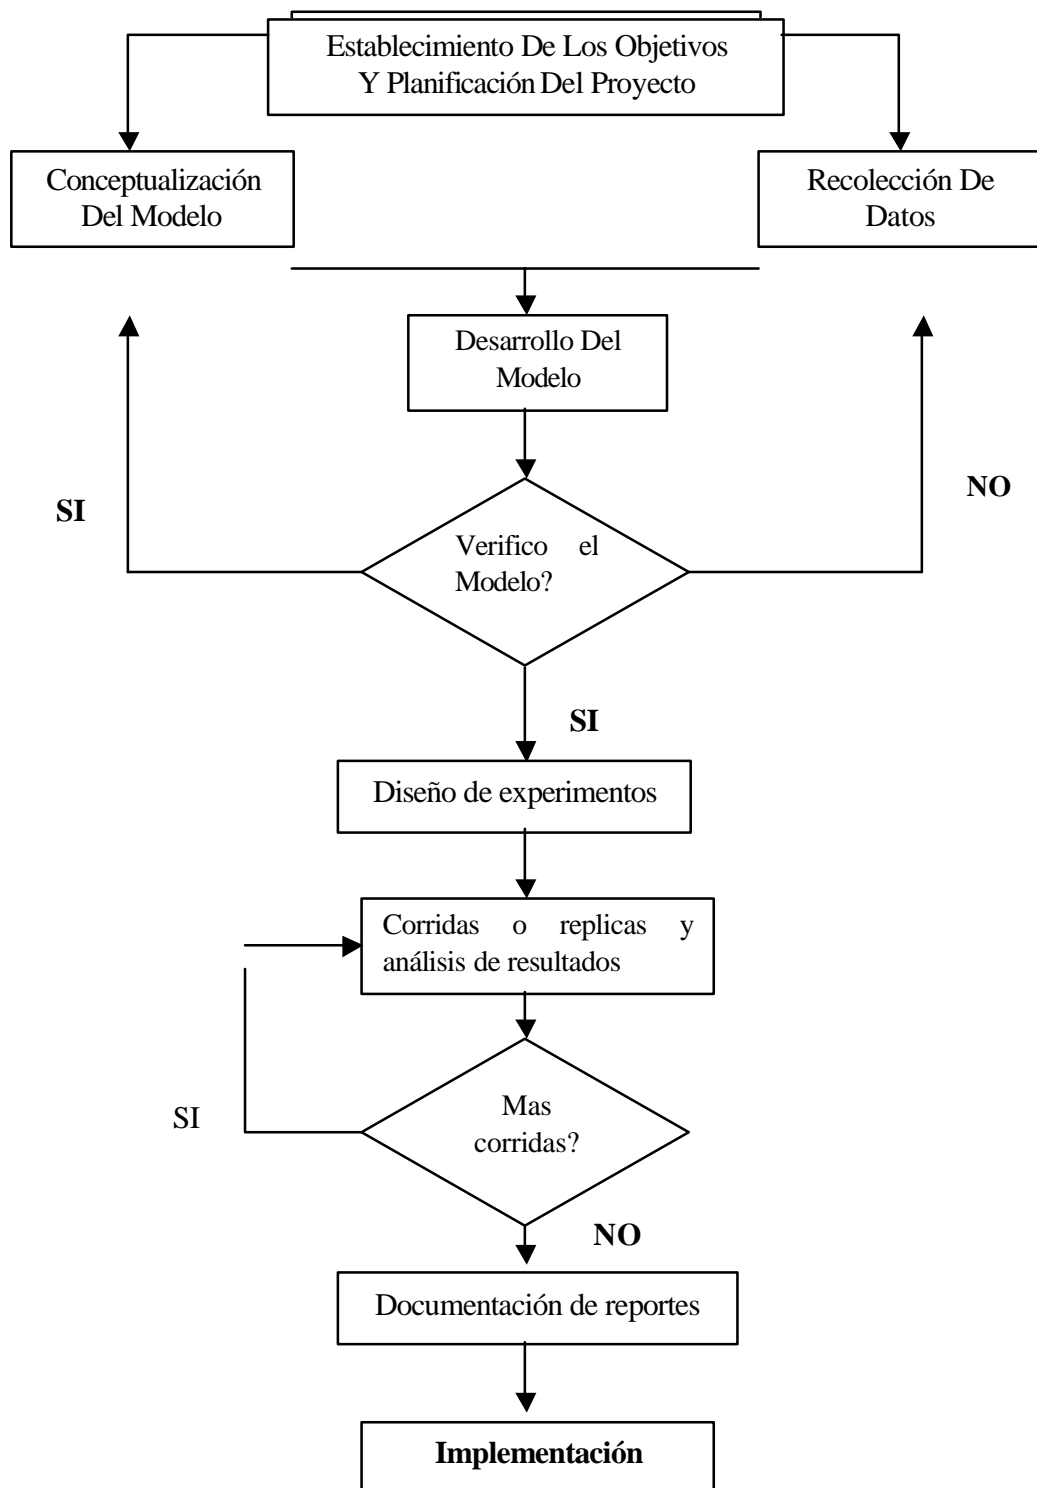 Establecimiento De Los Objetivos
Y Planificación Del Proyecto
Conceptualización
Del Modelo
Recolección De
Datos
Desarrollo Del
Modelo
SI
NO
Verifico el
Modelo?
SI
Diseño de experimentos
Corridas o replicas y
análisis de resultados
SI
Mas
corridas?
NO
Documentación de reportes
Implementación